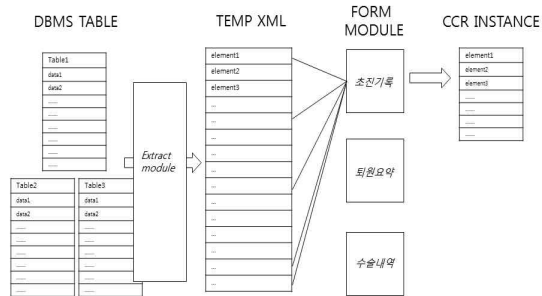 DBMS TABLE
TEMP XML
FORM
MODULE
CCR INSTANCE
Table1
data1
data2
......
......
......
......
......
......
Table2
data1
data2
......
......
......
......
......
......
Table3
data1
data2
......
......
......
......
......
......
Extract
module
element1
element2
element3
...
...
...
...
...
...
...
...
...
...
...
초진기록
퇴원요약
수술내역
element1
element2
element3
......
......
......
......